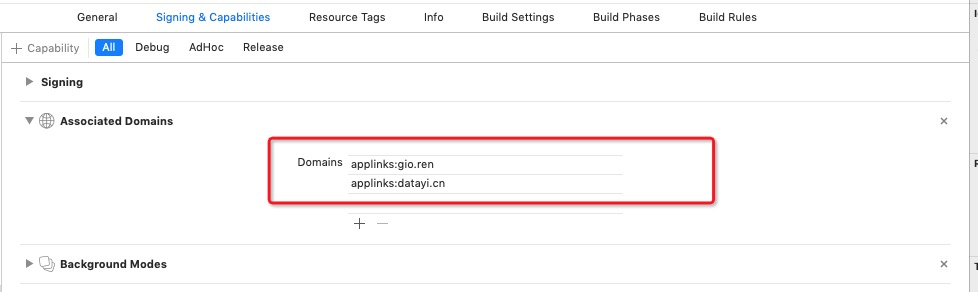 General Signing & Capabilities Resource Tags Info Build Settings Build Phases Build Rules
+ Capability All Debug AdHoc Release
Signing
Associated Domains
Domains applinks:gio.ren
applinks:datayi.cn
Background Modes